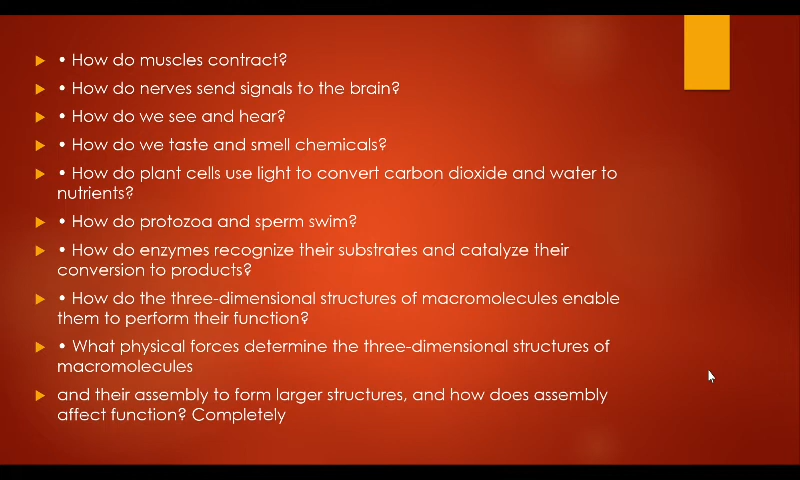 • How do muscles contract?
• How do nerves send signals to the brain?
• How do we see and hear?
• How do we taste and smell chemicals?
• How do plant cells use light to convert carbon dioxide and water to
nutrients?
• How do protozoa and sperm swim?
• How do enzymes recognize their substrates and catalyze their
conversion to products?
• How do the three-dimensional structures of macromolecules enable
them to perform their function?
• What physical forces determine the three-dimensional structures of
macromolecules
and their assembly to form larger structures, and how does assembly
affect function? Completely